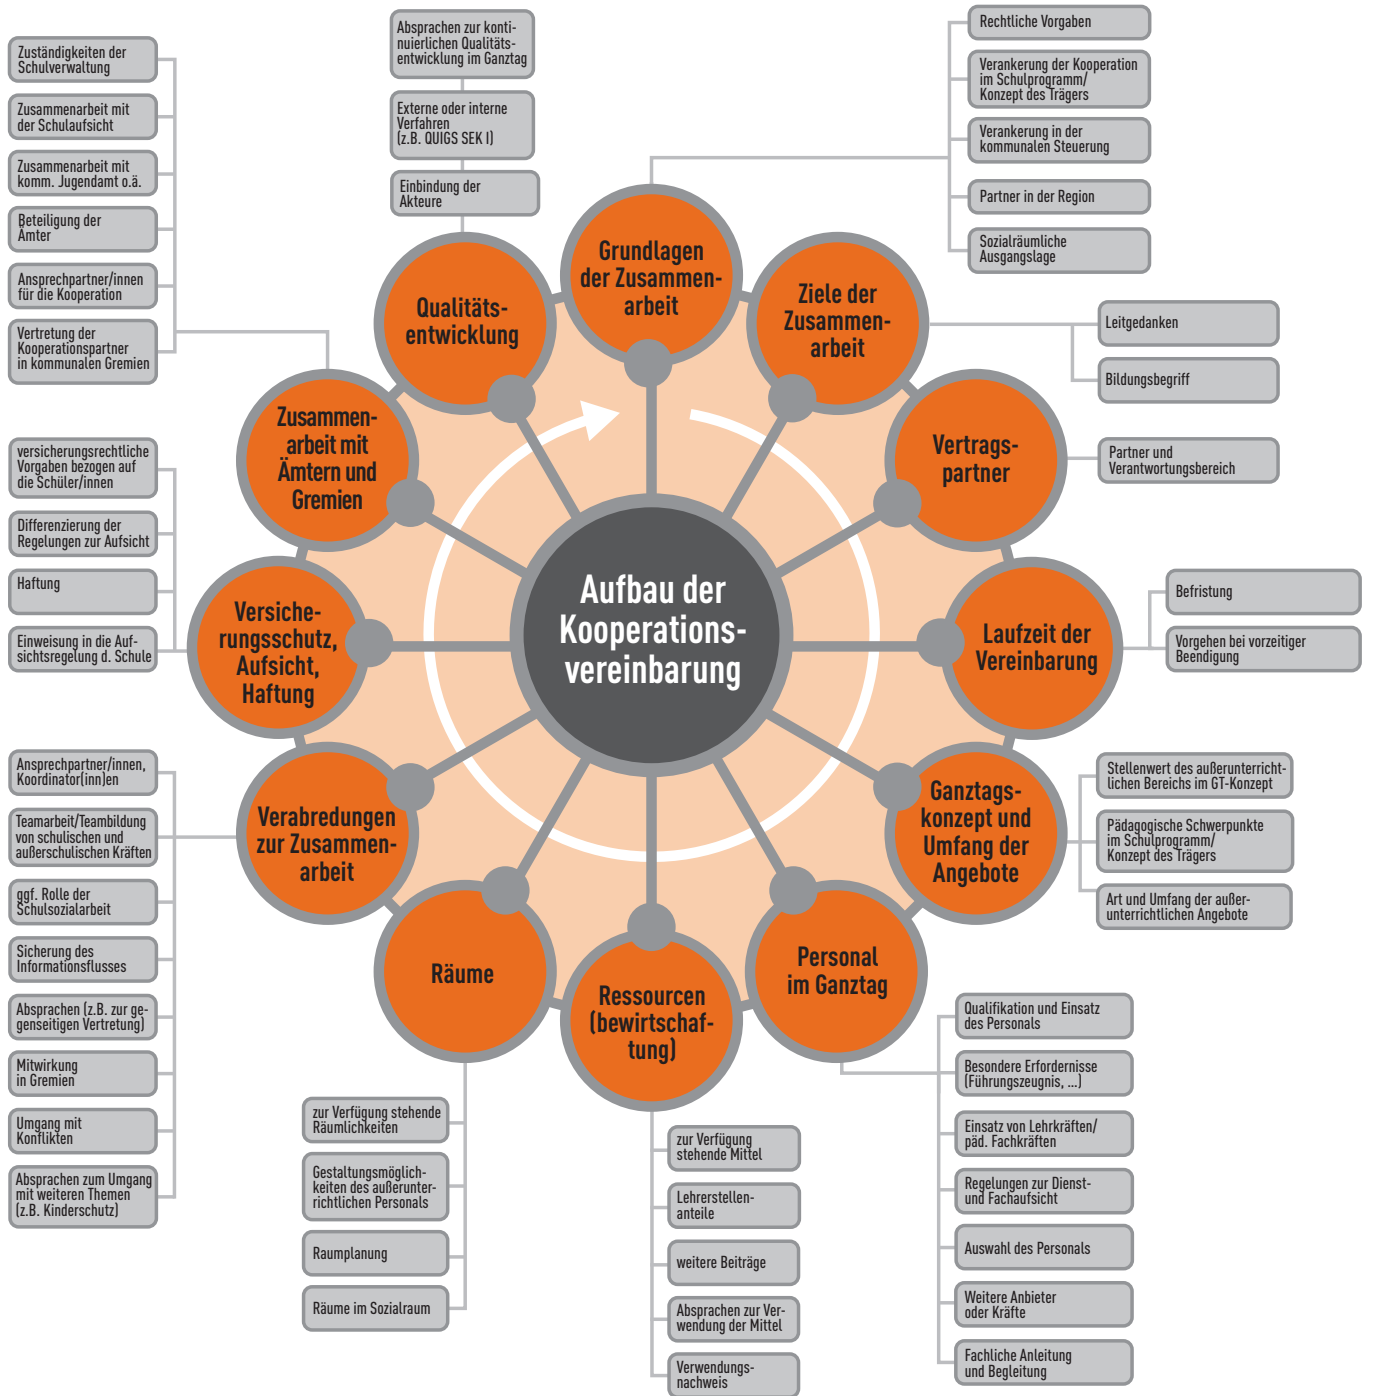 Aufbau der
Kooperations-
vereinbarung
Grundlagen
der Zusammen-
arbeit
Rechtliche Vorgaben
Verankerung der Kooperation
im Schulprogramm/
Konzept des Trägers
Verankerung in der
kommunalen Steuerung
Partner in der Region
Sozialräumliche
Ausgangslage
Ziele der
Zusammen-
arbeit
Leitgedanken
Bildungsbegriff
Vertrags-
partner
Partner und
Verantwortungsbereich
Laufzeit der
Vereinbarung
Befristung
Vorgehen bei vorzeitiger
Beendigung
Ganztags-
konzept und
Umfang der
Angebote
Stellenwert des außerunterricht-
lichen Bereichs im GT-Konzept
Pädagogische Schwerpunkte
im Schulprogramm/
Konzept des Trägers
Art und Umfang der außer-
unterrichtlichen Angebote
Personal
im Ganztag
Qualifikation und Einsatz
des Personals
Besondere Erfordernisse
(Führungszeugnis, ...)
Einsatz von Lehrkräften/
päd. Fachkräften
Regelungen zur Dienst-
und Fachaufsicht
Auswahl des Personals
Weitere Anbieter
oder Kräfte
Fachliche Anleitung
und Begleitung
Ressourcen
(bewirtschaf-
tung)
zur Verfügung
stehende Mittel
Lehrerstellen-
anteile
weitere Beiträge
Absprachen zur Ver-
wendung der Mittel
Verwendungs-
nachweis
Räume
zur Verfügung stehende
Räumlichkeiten
Gestaltungsmöglich-
keiten des außerunter-
richtlichen Personals
Raumplanung
Räume im Sozialraum
Verabredungen
zur Zusammen-
arbeit
Ansprechpartner/innen,
Koordinator(inn)en
Teamarbeit/Teambildung
von schulischen und
außerschulischen Kräften
ggf. Rolle der
Schulsozialarbeit
Sicherung des
Informationsflusses
Absprachen (z.B. zur ge-
genseitigen Vertretung)
Mitwirkung
in Gremien
Umgang mit
Konflikten
Absprachen zum Umgang
mit weiteren Themen
(z.B. Kinderschutz)
Versiche-
rungsschutz,
Aufsicht,
Haftung
versicherungsrechtliche
Vorgaben bezogen auf
die Schüler/innen
Differenzierung der
Regelungen zur Aufsicht
Haftung
Einweisung in die Auf-
sichtsregelung d. Schule
Zusammen-
arbeit mit
Ämtern und
Gremien
Zuständigkeiten der
Schulverwaltung
Zusammenarbeit mit
der Schulaufsicht
Zusammenarbeit mit
komm. Jugendamt o.ä.
Beteiligung der
Ämter
Ansprechpartner/innen
für die Kooperation
Vertretung der
Kooperationspartner
in kommunalen Gremien
Qualitäts-
entwicklung
Absprachen zur konti-
nuierlichen Qualitäts-
entwicklung im Ganztag
Externe oder interne
Verfahren
(z.B. QUIGS SEK I)
Einbindung der
Akteure